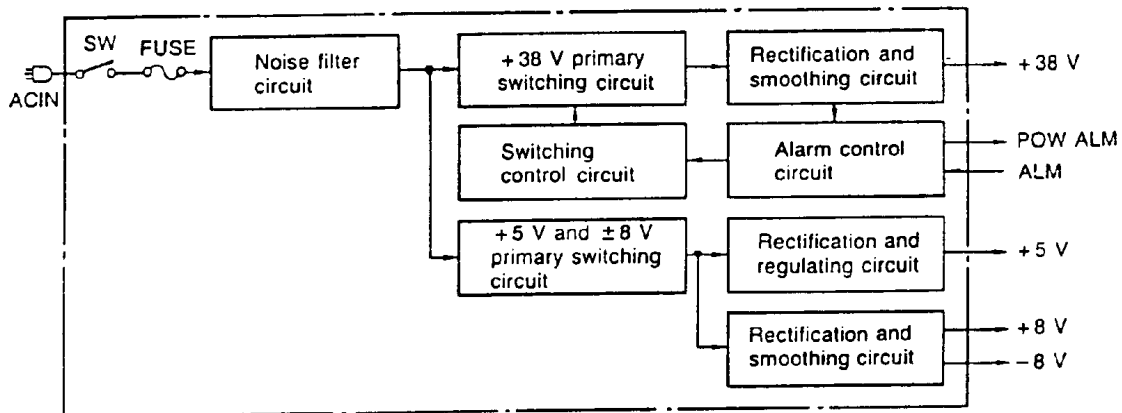 SW
FUSE
ACIN
Noise filter
circuit
+38 V primary
switching circuit
Rectification and
smoothing circuit
+38 V
Switching
control circuit
Alarm control
circuit
POW ALM
ALM
+5 V and ±8 V
primary switching
circuit
Rectification and
regulating circuit
+5 V
Rectification and
smoothing circuit
+8 V
−8 V